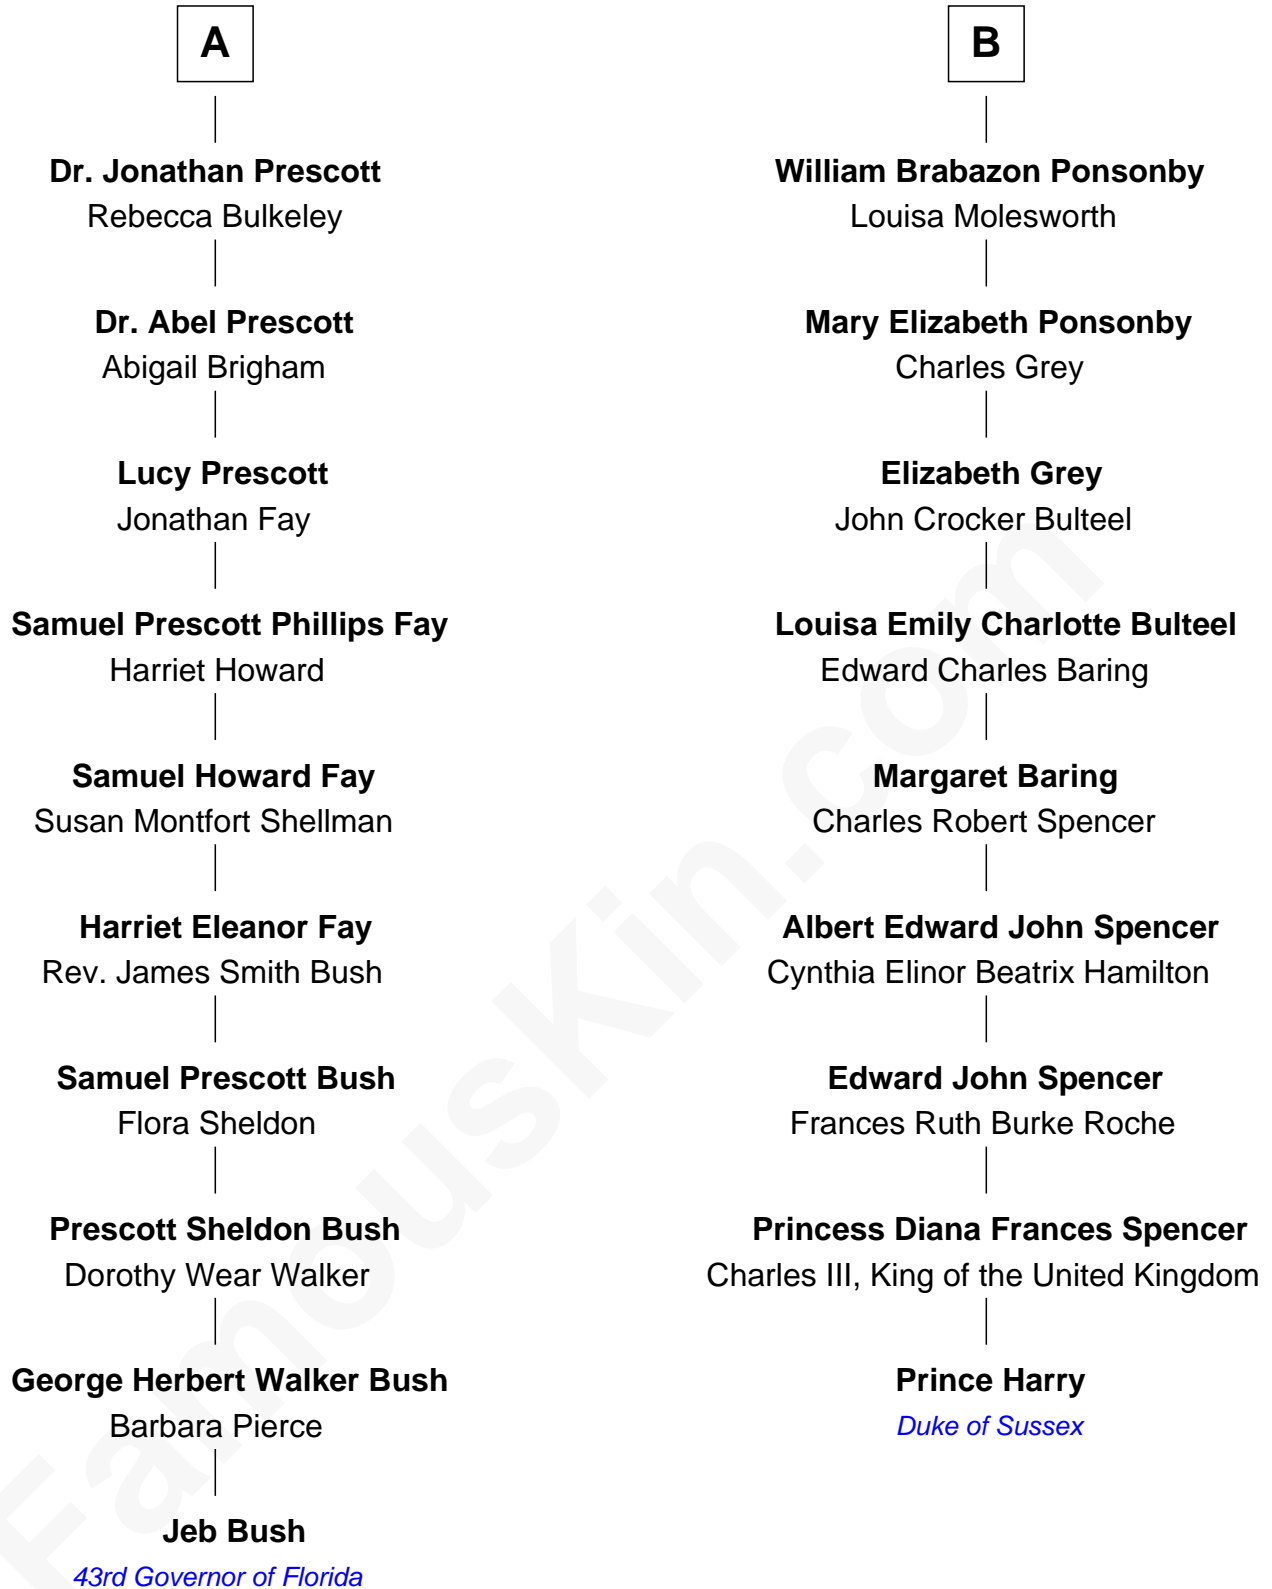 A
Dr. Jonathan Prescott
Rebecca Bulkeley
Dr. Abel Prescott
Abigail Brigham
Lucy Prescott
Jonathan Fay
Samuel Prescott Phillips Fay
Harriet Howard
Samuel Howard Fay
Susan Montfort Shellman
Harriet Eleanor Fay
Rev. James Smith Bush
Samuel Prescott Bush
Flora Sheldon
Prescott Sheldon Bush
Dorothy Wear Walker
George Herbert Walker Bush
Barbara Pierce
Jeb Bush
43rd Governor of Florida
B
William Brabazon Ponsonby
Louisa Molesworth
Mary Elizabeth Ponsonby
Charles Grey
Elizabeth Grey
John Crocker Bulteel
Louisa Emily Charlotte Bulteel
Edward Charles Baring
Margaret Baring
Charles Robert Spencer
Albert Edward John Spencer
Cynthia Elinor Beatrix Hamilton
Edward John Spencer
Frances Ruth Burke Roche
Princess Diana Frances Spencer
Charles III, King of the United Kingdom
Prince Harry
Duke of Sussex
FamousKin.com